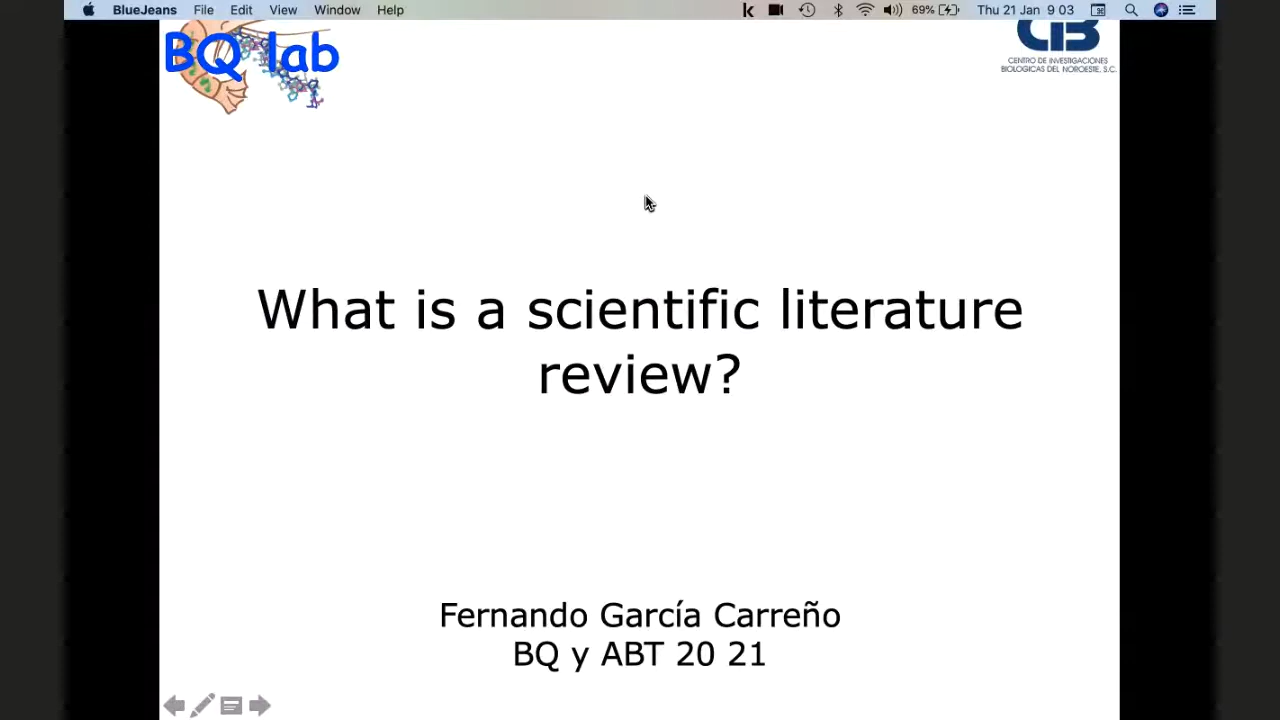 BlueJeans File Edit View Window Help 69% Thu 21 Jan 9 03
BQ lab
CIB
CENTRO DE INVESTIGACIONES
BIOLOGICAS DEL NOROESTE, S.C.
What is a scientific literature
review?
Fernando García Carreño
BQ y ABT 20 21